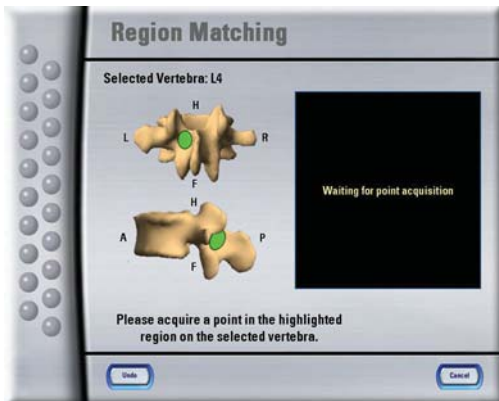 Region Matching
Selected Vertebra: L4
H
L
R
F
H
A
P
F
Waiting for point acquisition
Please acquire a point in the highlighted
region on the selected vertebra.
Undo
Cancel